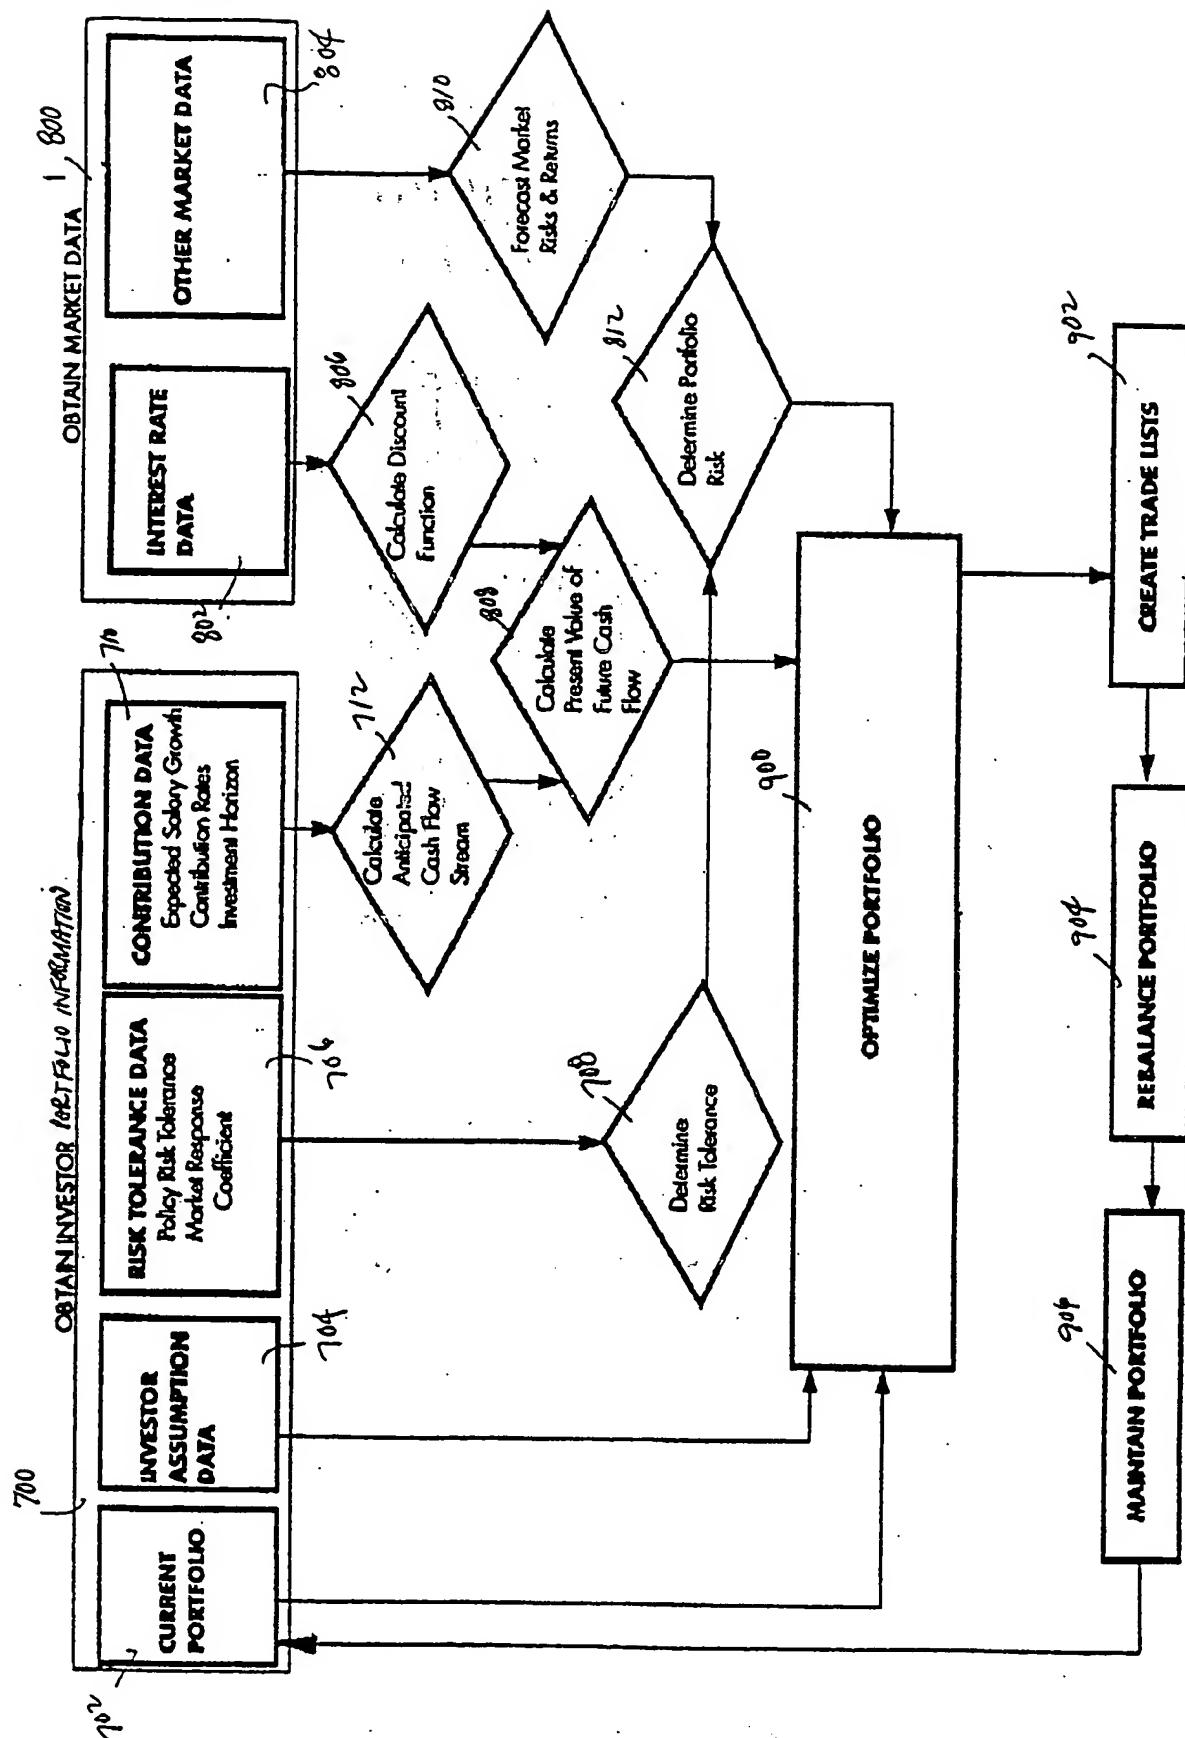 OBTAIN INVESTOR PORTFOLIO INFORMATION
700
702
CURRENT
PORTFOLIO
INVESTOR
ASSUMPTION
DATA
704
RISK TOLERANCE DATA
Policy Risk Tolerance
Market Response
Coefficient
706
CONTRIBUTION DATA
Expected Salary Growth
Contribution Rates
Investment Horizon
710
OBTAIN MARKET DATA
1 800
INTEREST RATE
DATA
802
OTHER MARKET DATA
804
712
Calculate
Anticipated
Cash Flow
Stream
806
Calculate Discount
Function
810
Forecast Market
Risks & Returns
808
Calculate
Present Value of
Future Cash
Flow
708
Determine
Risk Tolerance
812
Determine Portfolio
Risk
900
OPTIMIZE PORTFOLIO
906
MAINTAIN PORTFOLIO
904
REBALANCE PORTFOLIO
902
CREATE TRADE LISTS